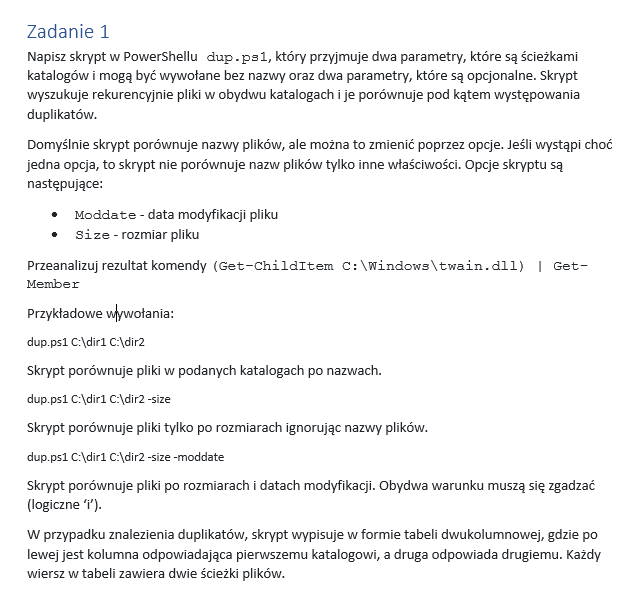 Zadanie 1
Napisz skrypt w PowerShellu dup.ps1, który przyjmuje dwa parametry, które są ścieżkami
katalogów i mogą być wywołane bez nazwy oraz dwa parametry, które są opcjonalne. Skrypt
wyszukuje rekurencyjnie pliki w obydwu katalogach i je porównuje pod kątem występowania
duplikatów.
Domyślnie skrypt porównuje nazwy plików, ale można to zmienić poprzez opcje. Jeśli wystąpi choć
jedna opcja, to skrypt nie porównuje nazw plików tylko inne właściwości. Opcje skryptu są
następujące:
• Moddate - data modyfikacji pliku
• Size - rozmiar pliku
Przeanalizuj rezultat komendy (Get-ChildItem C:\Windows\twain.dll) | Get-
Member
Przykładowe wywołania:
dup.ps1 C:\dir1 C:\dir2
Skrypt porównuje pliki w podanych katalogach po nazwach.
dup.ps1 C:\dir1 C:\dir2 -size
Skrypt porównuje pliki tylko po rozmiarach ignorując nazwy plików.
dup.ps1 C:\dir1 C:\dir2 -size -moddate
Skrypt porównuje pliki po rozmiarach i datach modyfikacji. Obydwa warunku muszą się zgadzać
(logiczne ‘i’).
W przypadku znalezienia duplikatów, skrypt wypisuje w formie tabeli dwukolumnowej, gdzie po
lewej jest kolumna odpowiadająca pierwszemu katalogowi, a druga odpowiada drugiemu. Każdy
wiersz w tabeli zawiera dwie ścieżki plików.